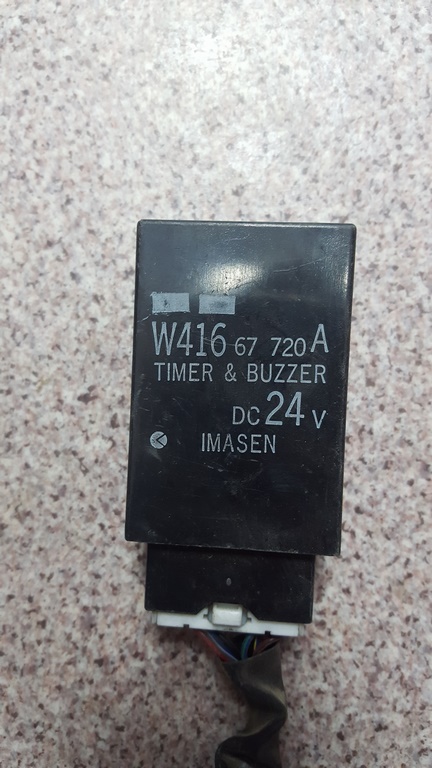 W416 67 720 A
TIMER & BUZZER
DC 24 V
IMASEN